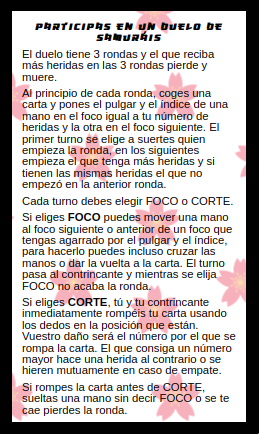 PARTICIPAS EN UN DUELO DE
SAMURÁIS
El duelo tiene 3 rondas y el que reciba
más heridas en las 3 rondas pierde y
muere.
Al principio de cada ronda, coges una
carta y pones el pulgar y el índice de una
mano en el foco igual a tu número de
heridas y la otra en el foco siguiente. El
primer turno se elige a suertes quien
empieza la ronda, en los siguientes
empieza el que tenga más heridas y si
tienen las mismas heridas el que no
empezó en la anterior ronda.
Cada turno debes elegir FOCO o CORTE.
Si eliges FOCO puedes mover una mano
al foco siguiente o anterior de un foco que
tengas agarrado por el pulgar y el índice,
para hacerlo puedes incluso cruzar las
manos o dar la vuelta a la carta. El turno
pasa al contrincante y mientras se elija
FOCO no acaba la ronda.
Si eliges CORTE, tú y tu contrincante
inmediatamente rompéis tu carta usando
los dedos en la posición que están.
Vuestro daño será el número por el que se
rompa la carta. El que consiga un número
mayor hace una herida al contrario o se
hieren mutuamente en caso de empate.
Si rompes la carta antes de CORTE,
sueltas una mano sin decir FOCO o se te
cae pierdes la ronda.